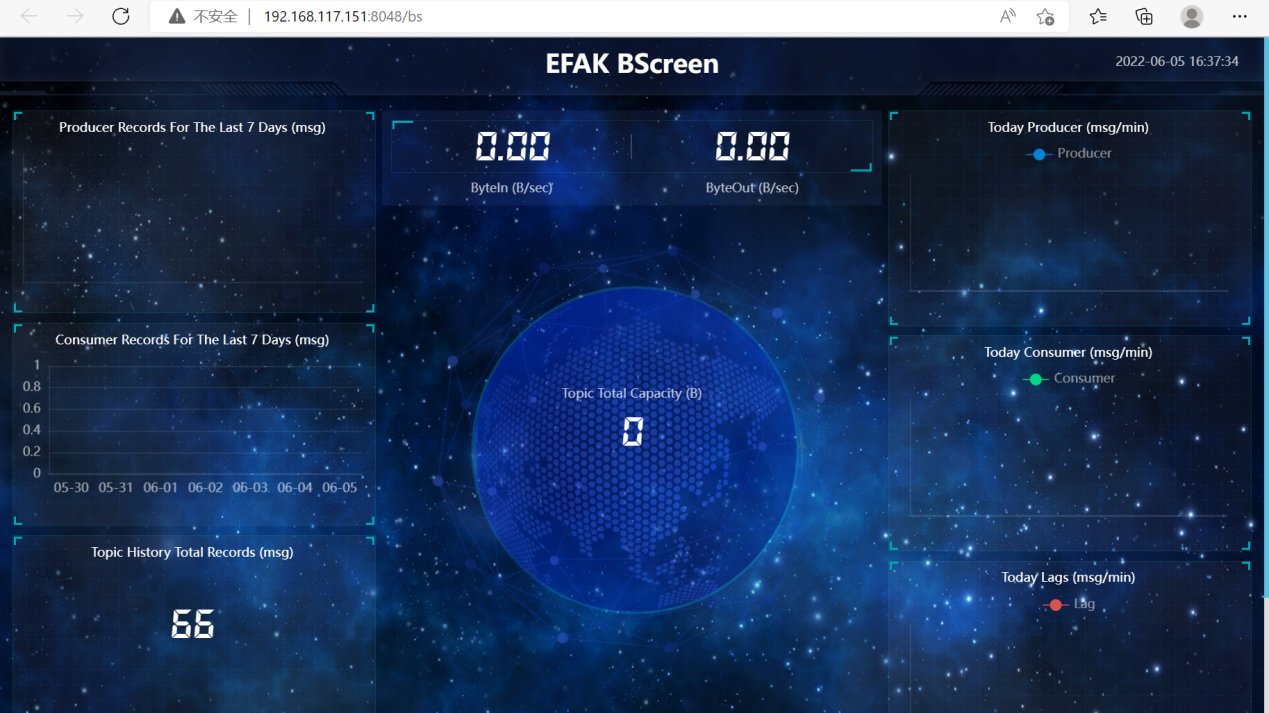 不安全 | 192.168.117.151:8048/bs
EFAK BScreen
2022-06-05 16:37:34
Producer Records For The Last 7 Days (msg)
Consumer Records For The Last 7 Days (msg)
1
0.8
0.6
0.4
0.2
0
05-30 05-31 06-01 06-02 06-03 06-04 06-05
Topic History Total Records (msg)
66
0.00 0.00
ByteIn (B/sec) ByteOut (B/sec)
Topic Total Capacity (B)
0
Today Producer (msg/min)
Producer
Today Consumer (msg/min)
Consumer
Today Lags (msg/min)
Lag